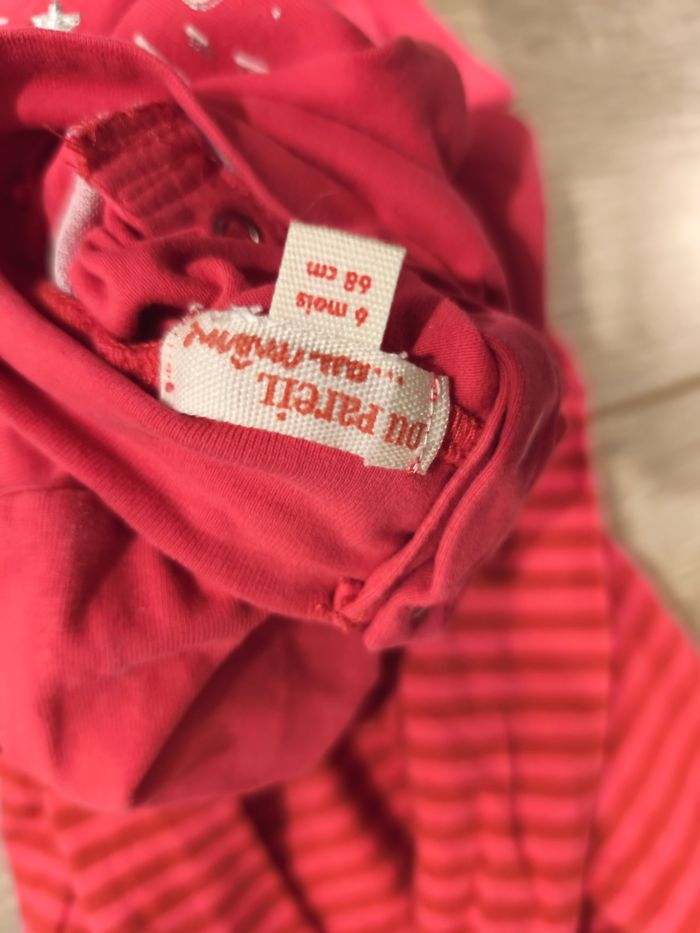 DU PAREIL
...au même
6 mois
68 cm